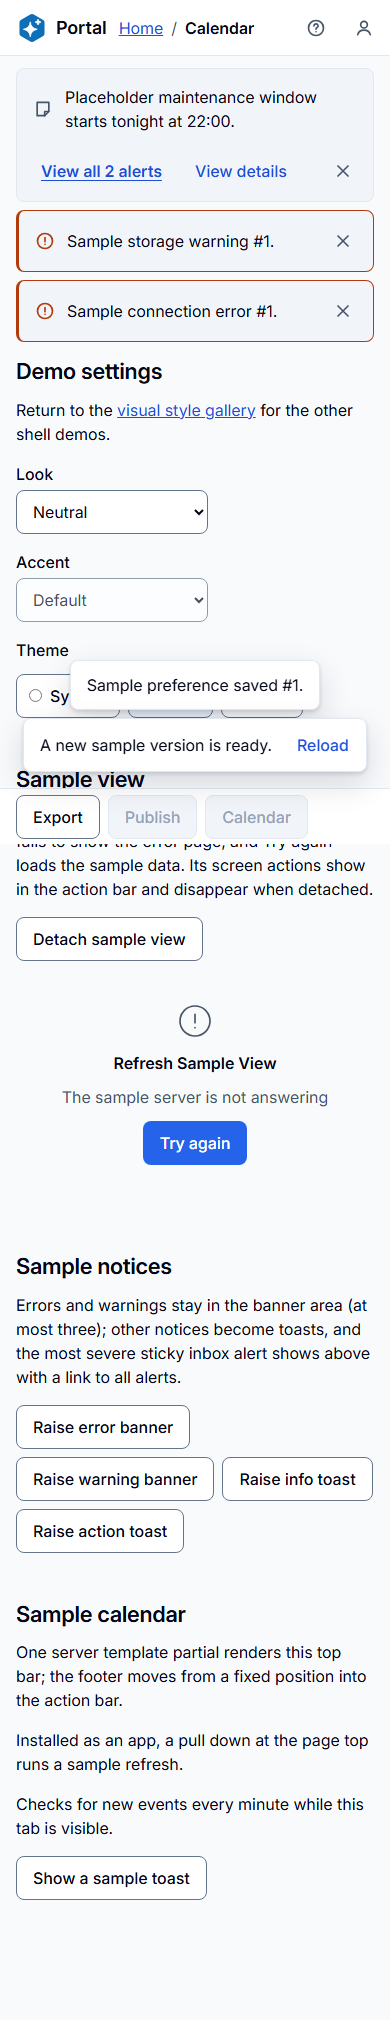 Portal Home / Calendar
Placeholder maintenance window
starts tonight at 22:00.
View all 2 alerts View details
Sample storage warning #1.
Sample connection error #1.
Demo settings
Return to the visual style gallery for the other
shell demos.
Look
Neutral
Accent
Default
Theme
Sy
Sample preference saved #1.
A new sample version is ready. Reload
Sample view
Export Publish Calendar
fails to show the error page, and Try again
loads the sample data. Its screen actions show
in the action bar and disappear when detached.
Detach sample view
Refresh Sample View
The sample server is not answering
Try again
Sample notices
Errors and warnings stay in the banner area (at
most three); other notices become toasts, and
the most severe sticky inbox alert shows above
with a link to all alerts.
Raise error banner
Raise warning banner Raise info toast
Raise action toast
Sample calendar
One server template partial renders this top
bar; the footer moves from a fixed position into
the action bar.
Installed as an app, a pull down at the page top
runs a sample refresh.
Checks for new events every minute while this
tab is visible.
Show a sample toast